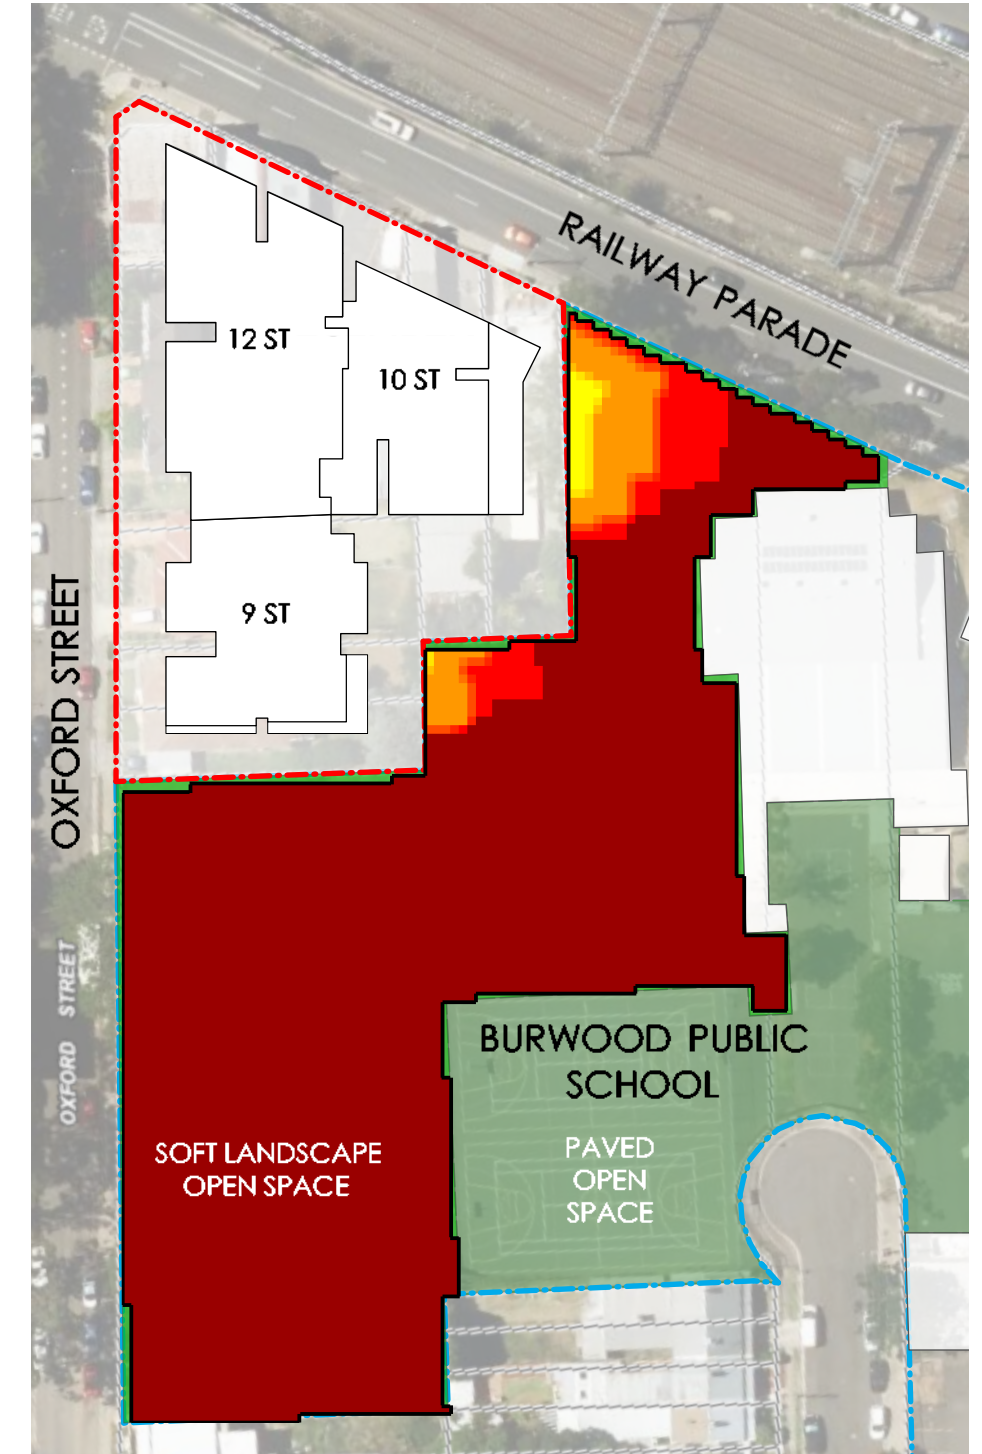 RAILWAY PARADE
12 ST
10 ST
9 ST
OXFORD STREET
OXFORD STREET
BURWOOD PUBLIC
SCHOOL
SOFT LANDSCAPE
OPEN SPACE
PAVED
OPEN
SPACE